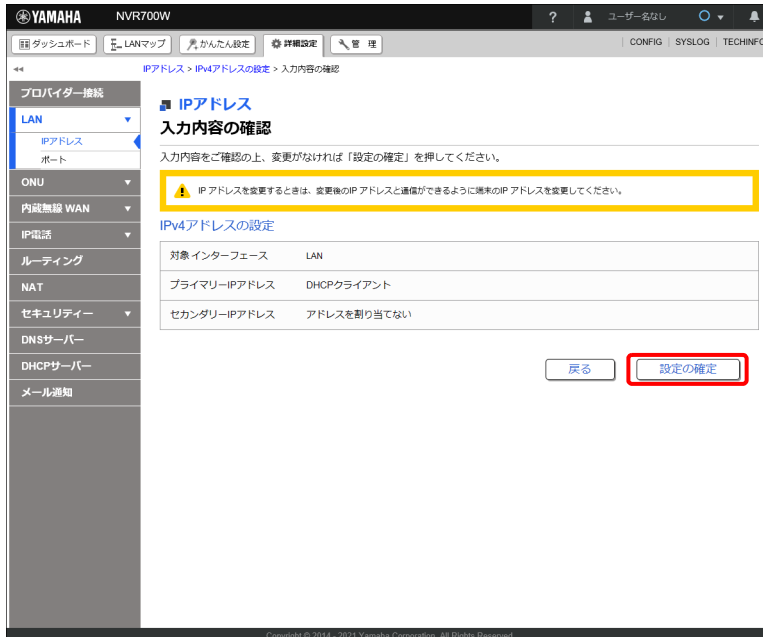 YAMAHA NVR700W ? ユーザー名なし
ダッシュボード LANマップ かんたん設定 詳細設定 管理 CONFIG SYSLOG TECHINFO
IPアドレス > IPv4アドレスの設定 > 入力内容の確認
プロバイダー接続
LAN
IPアドレス
ポート
ONU
内蔵無線 WAN
IP電話
ルーティング
NAT
セキュリティー
DNSサーバー
DHCPサーバー
メール通知
IPアドレス
入力内容の確認
入力内容をご確認の上、変更がなければ「設定の確定」を押してください。
IP アドレスを変更するときは、変更後のIP アドレスと通信ができるように端末のIP アドレスを変更してください。
IPv4アドレスの設定
対象インターフェース LAN
プライマリーIPアドレス DHCPクライアント
セカンダリーIPアドレス アドレスを割り当てない
戻る 設定の確定
Copyright © 2014 - 2021 Yamaha Corporation. All Rights Reserved.